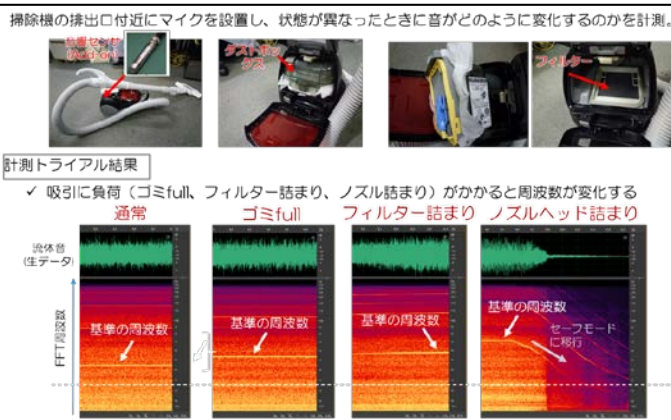 掃除機の排出口付近にマイクを設置し、状態が異なったときに音がどのように変化するのかを計測。
音響センサ
(Add-on)
ダストボックス
フィルター
計測トライアル結果
✓ 吸引に負荷(ゴミfull、フィルター詰まり、ノズル詰まり)がかかると周波数が変化する
通常
ゴミfull
フィルター詰まり
ノズルヘッド詰まり
流体音
(生データ)
FFT周波数
基準の周波数
基準の周波数
基準の周波数
基準の周波数
セーフモード
に移行